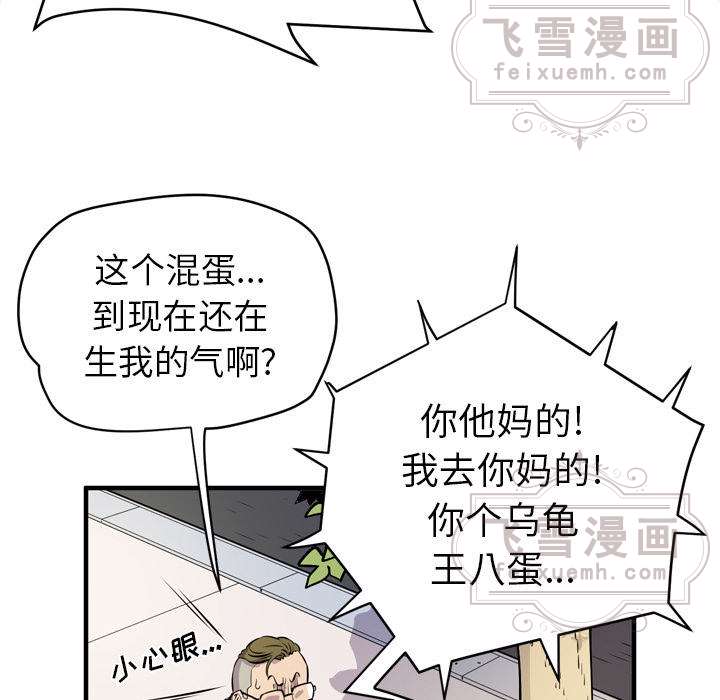 飞雪漫画
feixuemh.com
这个混蛋...
到现在还在
生我的气啊?
你他妈的!
我去你妈的!
你个乌龟
王八蛋...
飞雪漫画
feixuemh.com
小心眼...